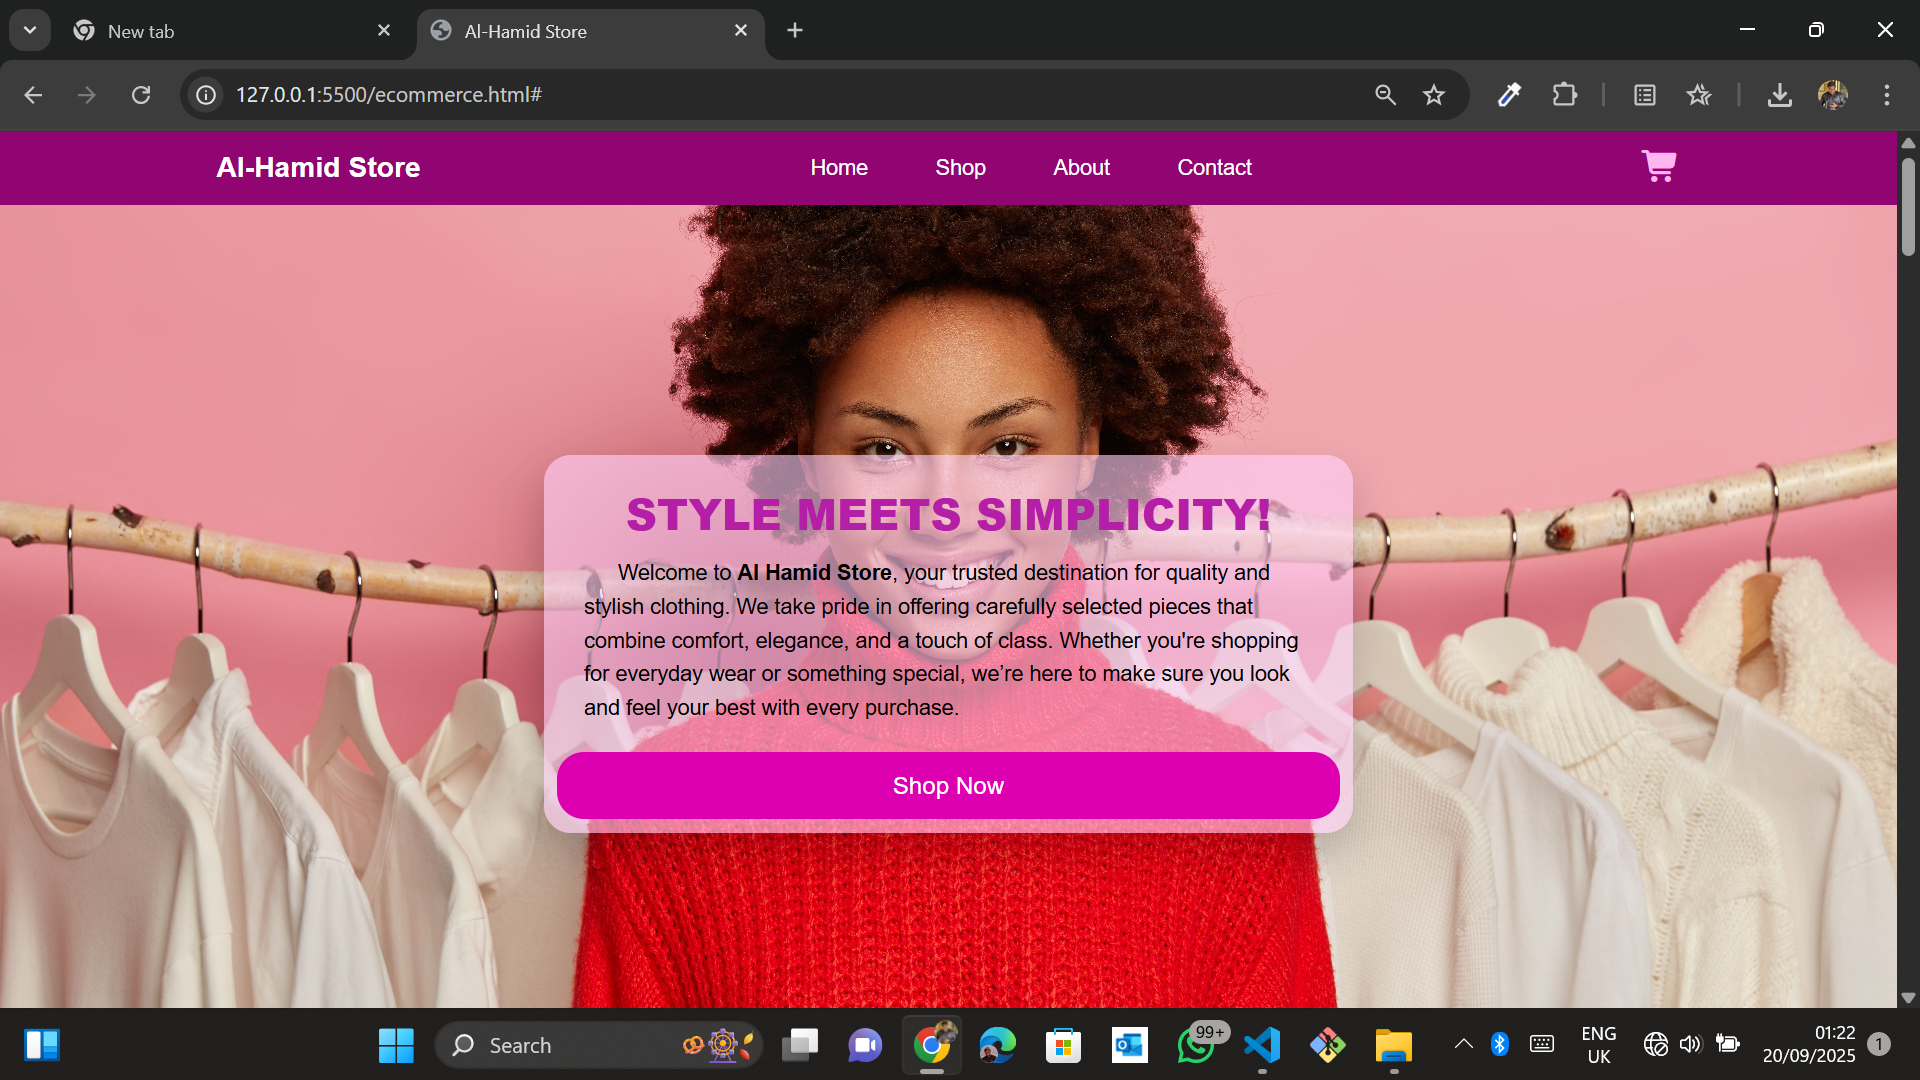 New tab
Al-Hamid Store
127.0.0.1:5500/ecommerce.html#
Al-Hamid Store
Home
Shop
About
Contact
STYLE MEETS SIMPLICITY!
Welcome to Al Hamid Store, your trusted destination for quality and
stylish clothing. We take pride in offering carefully selected pieces that
combine comfort, elegance, and a touch of class. Whether you're shopping
for everyday wear or something special, we’re here to make sure you look
and feel your best with every purchase.
Shop Now
Search
99+
ENG
UK
01:22
20/09/2025
1